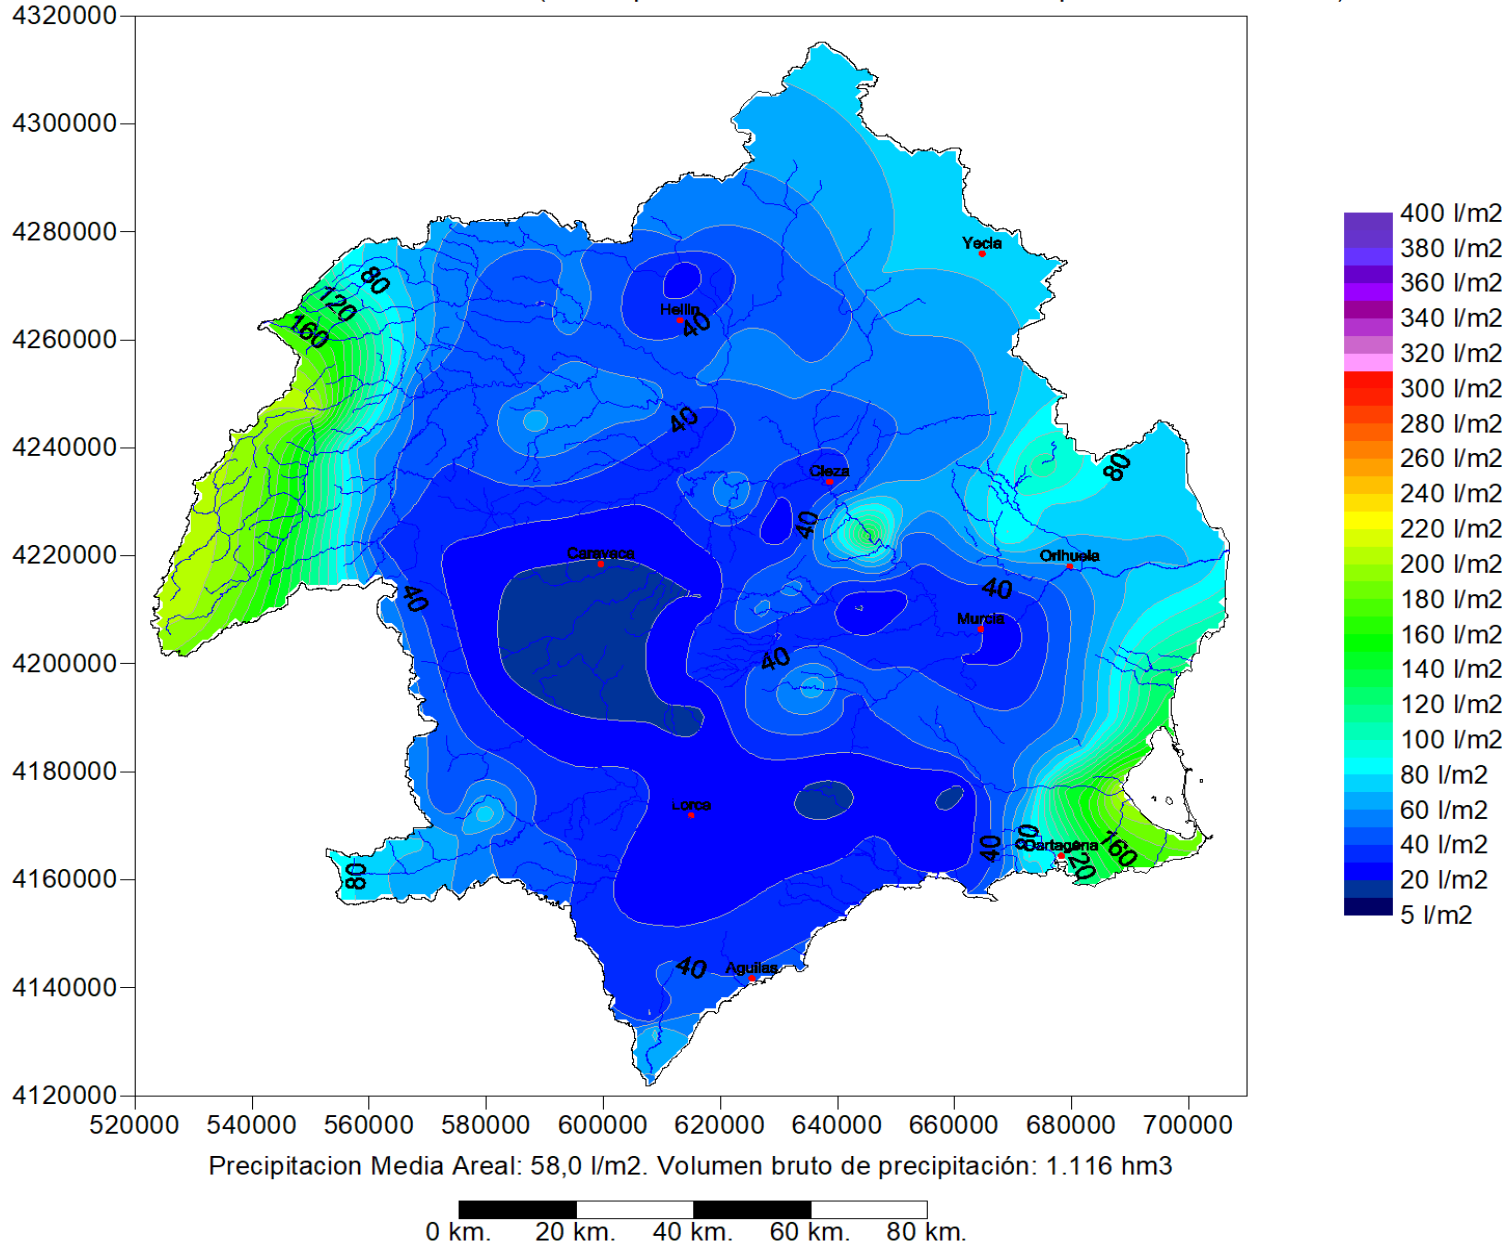 4320000
4300000
4280000
4260000
4240000
4220000
4200000
4180000
4160000
4140000
4120000
520000 540000 560000 580000 600000 620000 640000 660000 680000 700000
Yecla
80
120
160
Hellin
40
40
Cieza
80
40
Caravaca
Orihuela
40
40
Murcia
40
Lorca
80
40
80
Cartagena
120
160
40
Aguilas
400 l/m2
380 l/m2
360 l/m2
340 l/m2
320 l/m2
300 l/m2
280 l/m2
260 l/m2
240 l/m2
220 l/m2
200 l/m2
180 l/m2
160 l/m2
140 l/m2
120 l/m2
100 l/m2
80 l/m2
60 l/m2
40 l/m2
20 l/m2
5 l/m2
Precipitacion Media Areal: 58,0 l/m2. Volumen bruto de precipitación: 1.116 hm3
0 km. 20 km. 40 km. 60 km. 80 km.